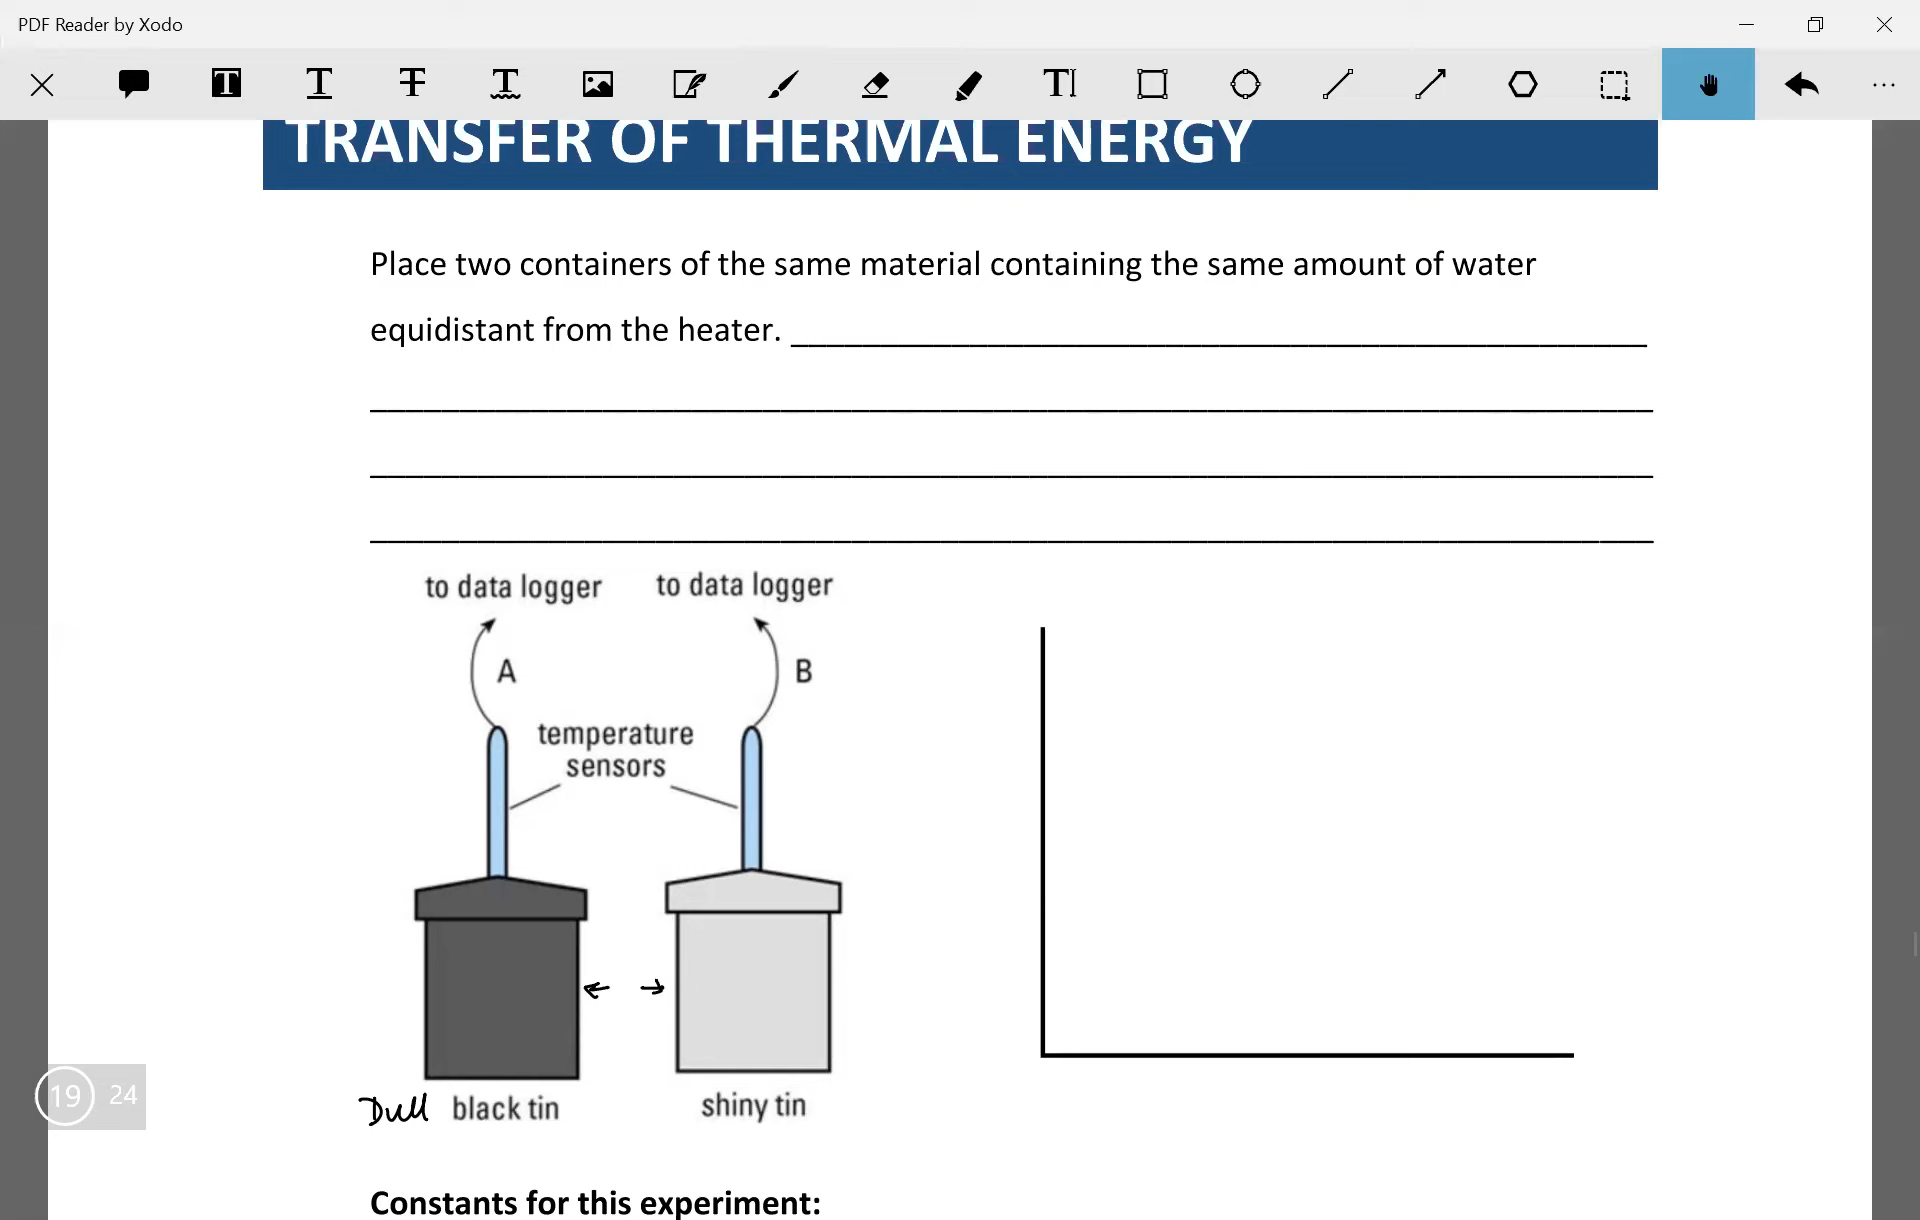 PDF Reader by Xodo
TRANSFER OF THERMAL ENERGY
Place two containers of the same material containing the same amount of water
equidistant from the heater.
to data logger to data logger
A B
temperature
sensors
Dull black tin shiny tin
19 24
Constants for this experiment: